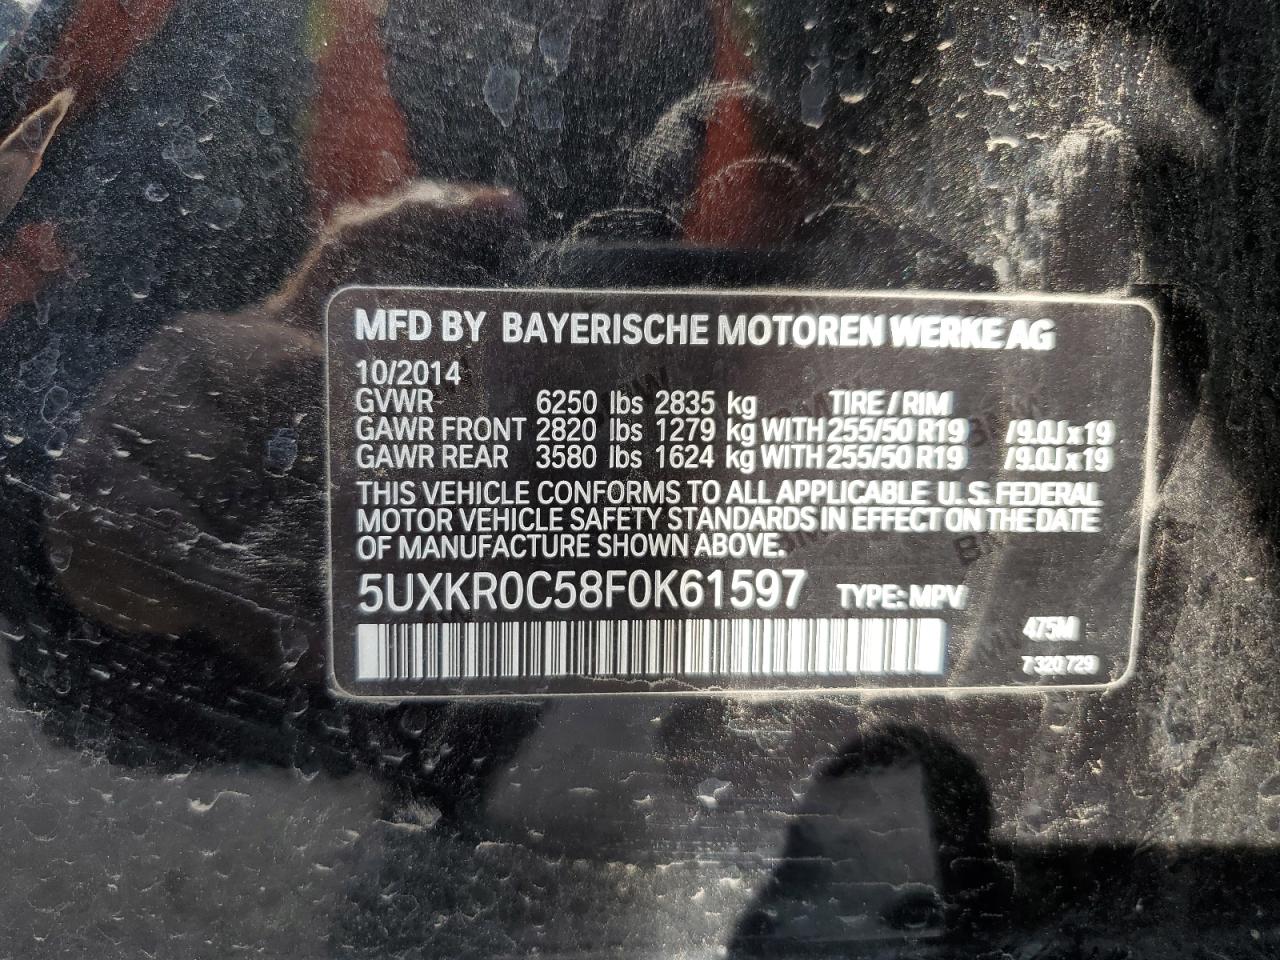 MFD BY BAYERISCHE MOTOREN WERKE AG
10/2014
GVWR 6250 lbs 2835 kg TIRE / RIM
GAWR FRONT 2820 lbs 1279 kg WITH 255/50 R19 /9.0J x 19
GAWR REAR 3580 lbs 1624 kg WITH 255/50 R19 /9.0J x 19
THIS VEHICLE CONFORMS TO ALL APPLICABLE U. S. FEDERAL
MOTOR VEHICLE SAFETY STANDARDS IN EFFECT ON THE DATE
OF MANUFACTURE SHOWN ABOVE.
5UXKR0C58F0K61597 TYPE: MPV
475M
7 320 729